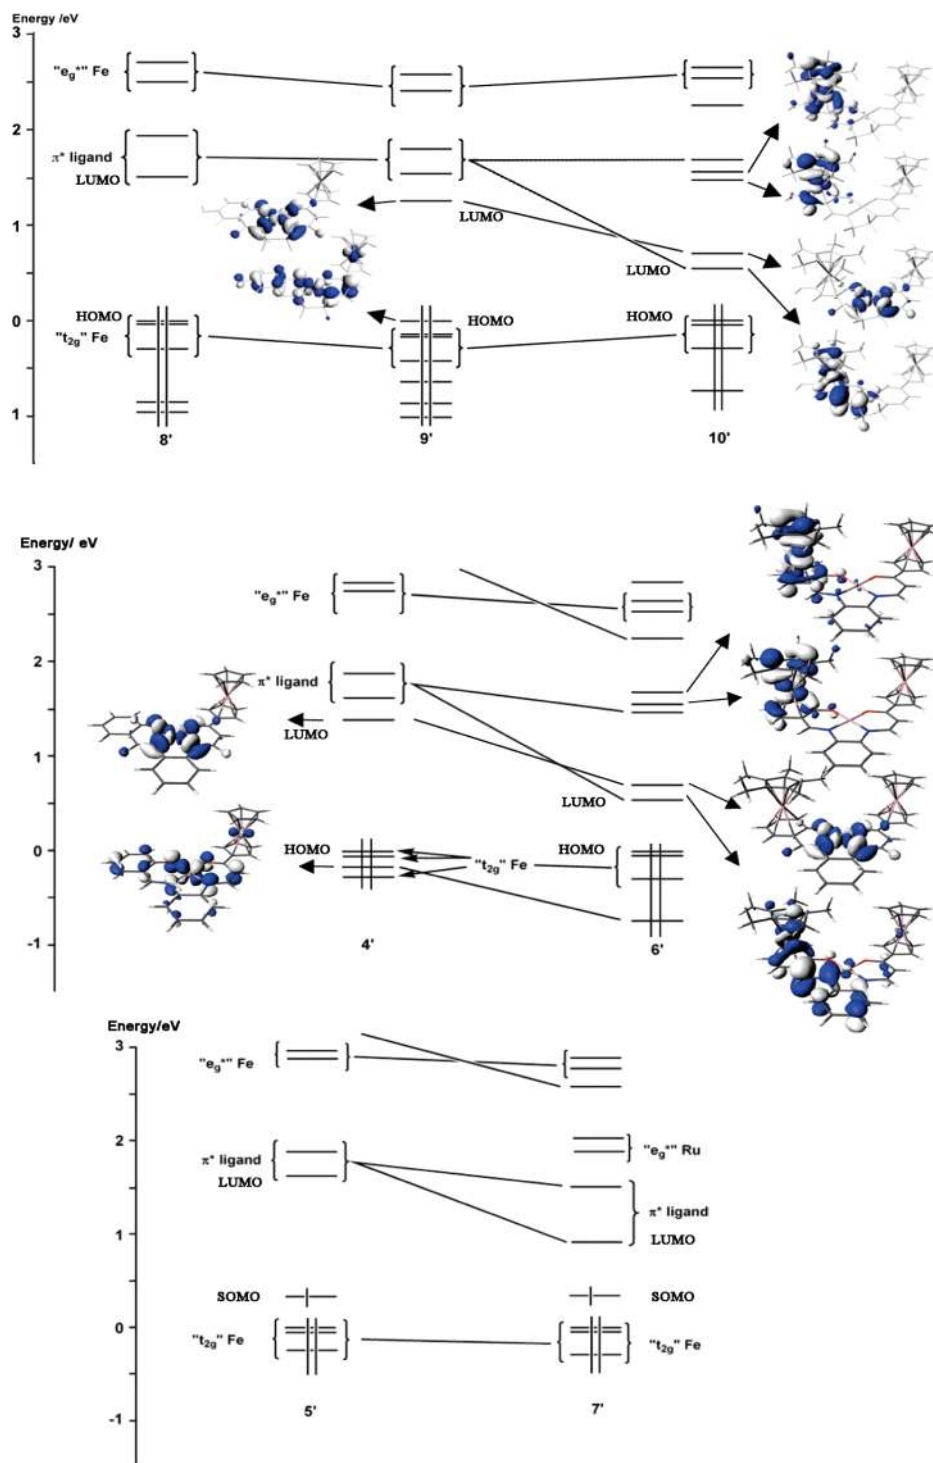 Energy /eV
3
"eg*" Fe
2
π* ligand
LUMO
1
LUMO
LUMO
0
HOMO
HOMO
HOMO
"t2g" Fe
1
8'
9'
10'
Energy/ eV
3
"eg*" Fe
2
π* ligand
LUMO
1
LUMO
0
HOMO
HOMO
"t2g" Fe
-1
4'
6'
Energy/eV
3
"eg*" Fe
2
"eg*" Ru
π* ligand
LUMO
π* ligand
1
LUMO
SOMO
SOMO
0
"t2g" Fe
"t2g" Fe
5'
7'
-1